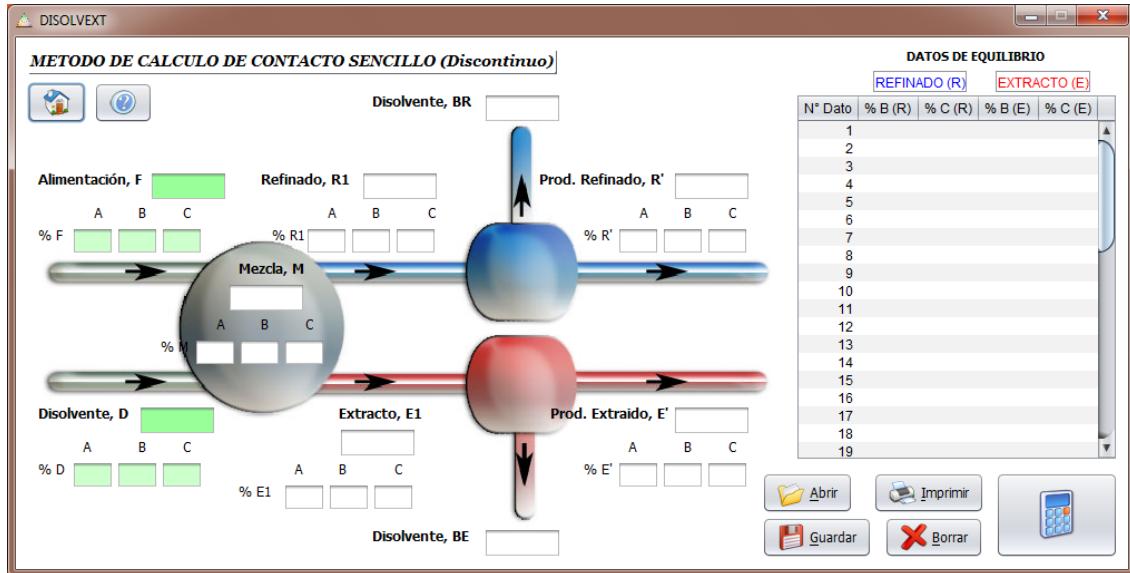 DISOLVEXT
METODO DE CALCULO DE CONTACTO SENCILLO (Discontinuo)
Disolvente, BR
Alimentación, F
Refinado, R1
Prod. Refinado, R'
A B C
A B C
A B C
% F
% R1
% R'
Mezcla, M
A B C
% M
Disolvente, D
Extracto, E1
Prod. Extraido, E'
A B C
A B C
A B C
% D
% E1
% E'
Disolvente, BE
DATOS DE EQUILIBRIO
REFINADO (R) EXTRACTO (E)
N° Dato % B (R) % C (R) % B (E) % C (E)
1
2
3
4
5
6
7
8
9
10
11
12
13
14
15
16
17
18
19
Abrir
Imprimir
Guardar
Borrar